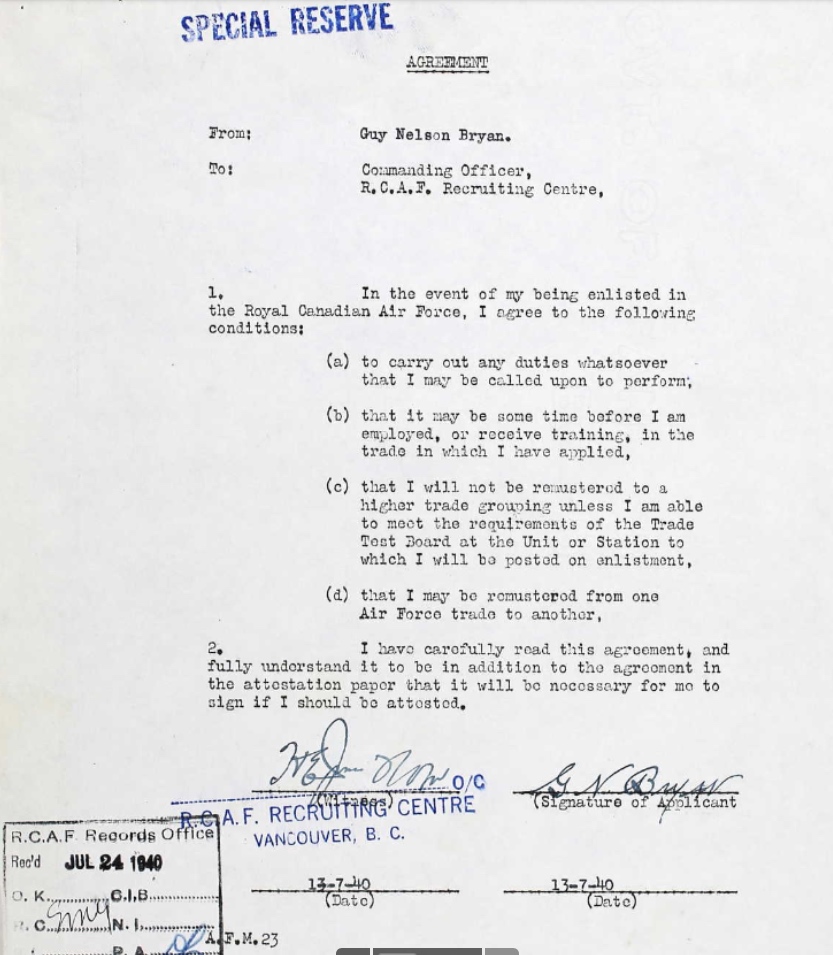 SPECIAL RESERVE
AGREEMENT
From: Guy Nelson Bryan.
To: Commanding Officer,
R.C.A.F. Recruiting Centre,
1. In the event of my being enlisted in
the Royal Canadian Air Force, I agree to the following
conditions:
(a) to carry out any duties whatsoever
that I may be called upon to perform,
(b) that it may be some time before I am
employed, or receive training, in the
trade in which I have applied,
(c) that I will not be remustered to a
higher trade grouping unless I am able
to meet the requirements of the Trade
Test Board at the Unit or Station to
which I will be posted on enlistment,
(d) that I may be remustered from one
Air Force trade to another,
2. I have carefully read this agreement, and
fully understand it to be in addition to the agreement in
the attestation paper that it will be necessary for me to
sign if I should be attested.
O/C G N Bryan
(Witness) (Signature of Applicant
R.C.A.F. RECRUITING CENTRE
VANCOUVER, B. C.
R.C.A.F. Records Office
Rec'd JUL 24 1940
13-7-40 13-7-40
(Date) (Date)
O. K. C.I.B.
C. N. I.
P. A.
A.F.M.23